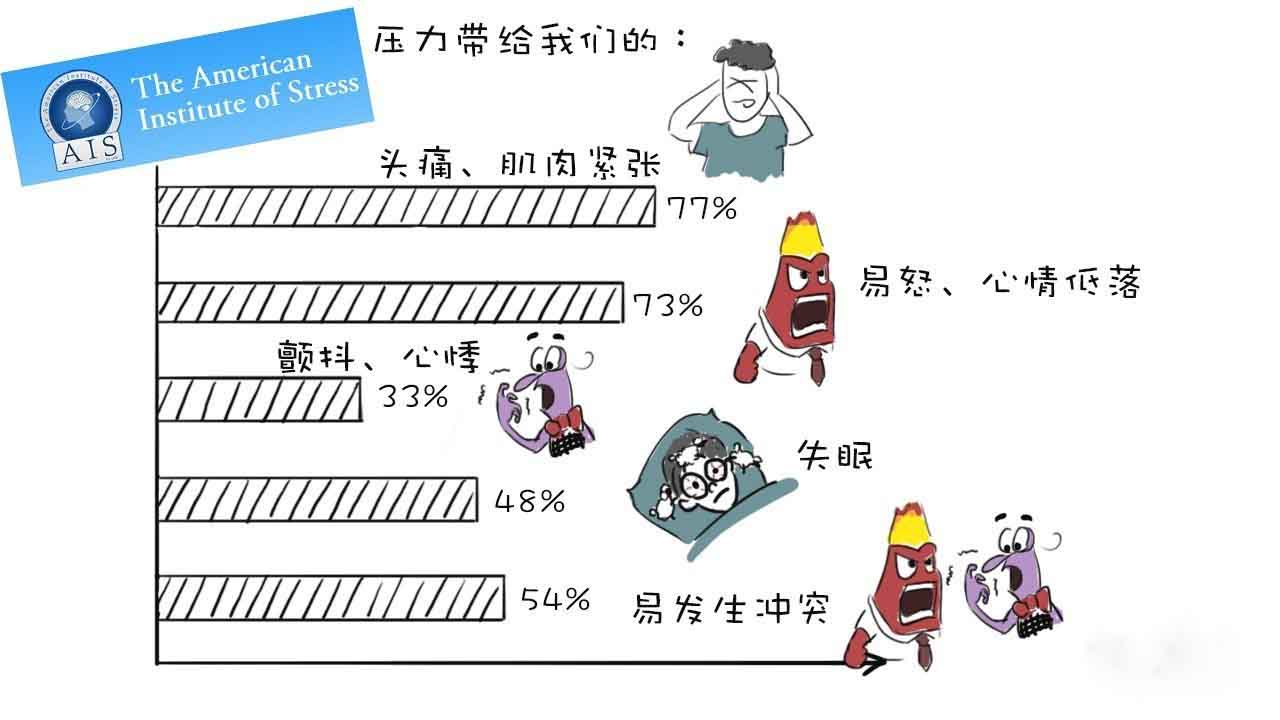 The American
Institute of Stress
AIS
压力带给我们的：
头痛、肌肉紧张
77%
73%
易怒、心情低落
颤抖、心悸
33%
失眠
48%
54%
易发生冲突